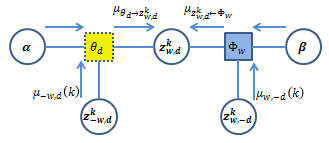 μ_{θ_d→z^k_{w,d}} μ_{z^k_{w,d}←Φ_w}
α θ_d z^k_{w,d} Φ_w β
μ_{-w,d}(k) μ_{w,-d}(k)
z^k_{-w,d} z^k_{w,-d}